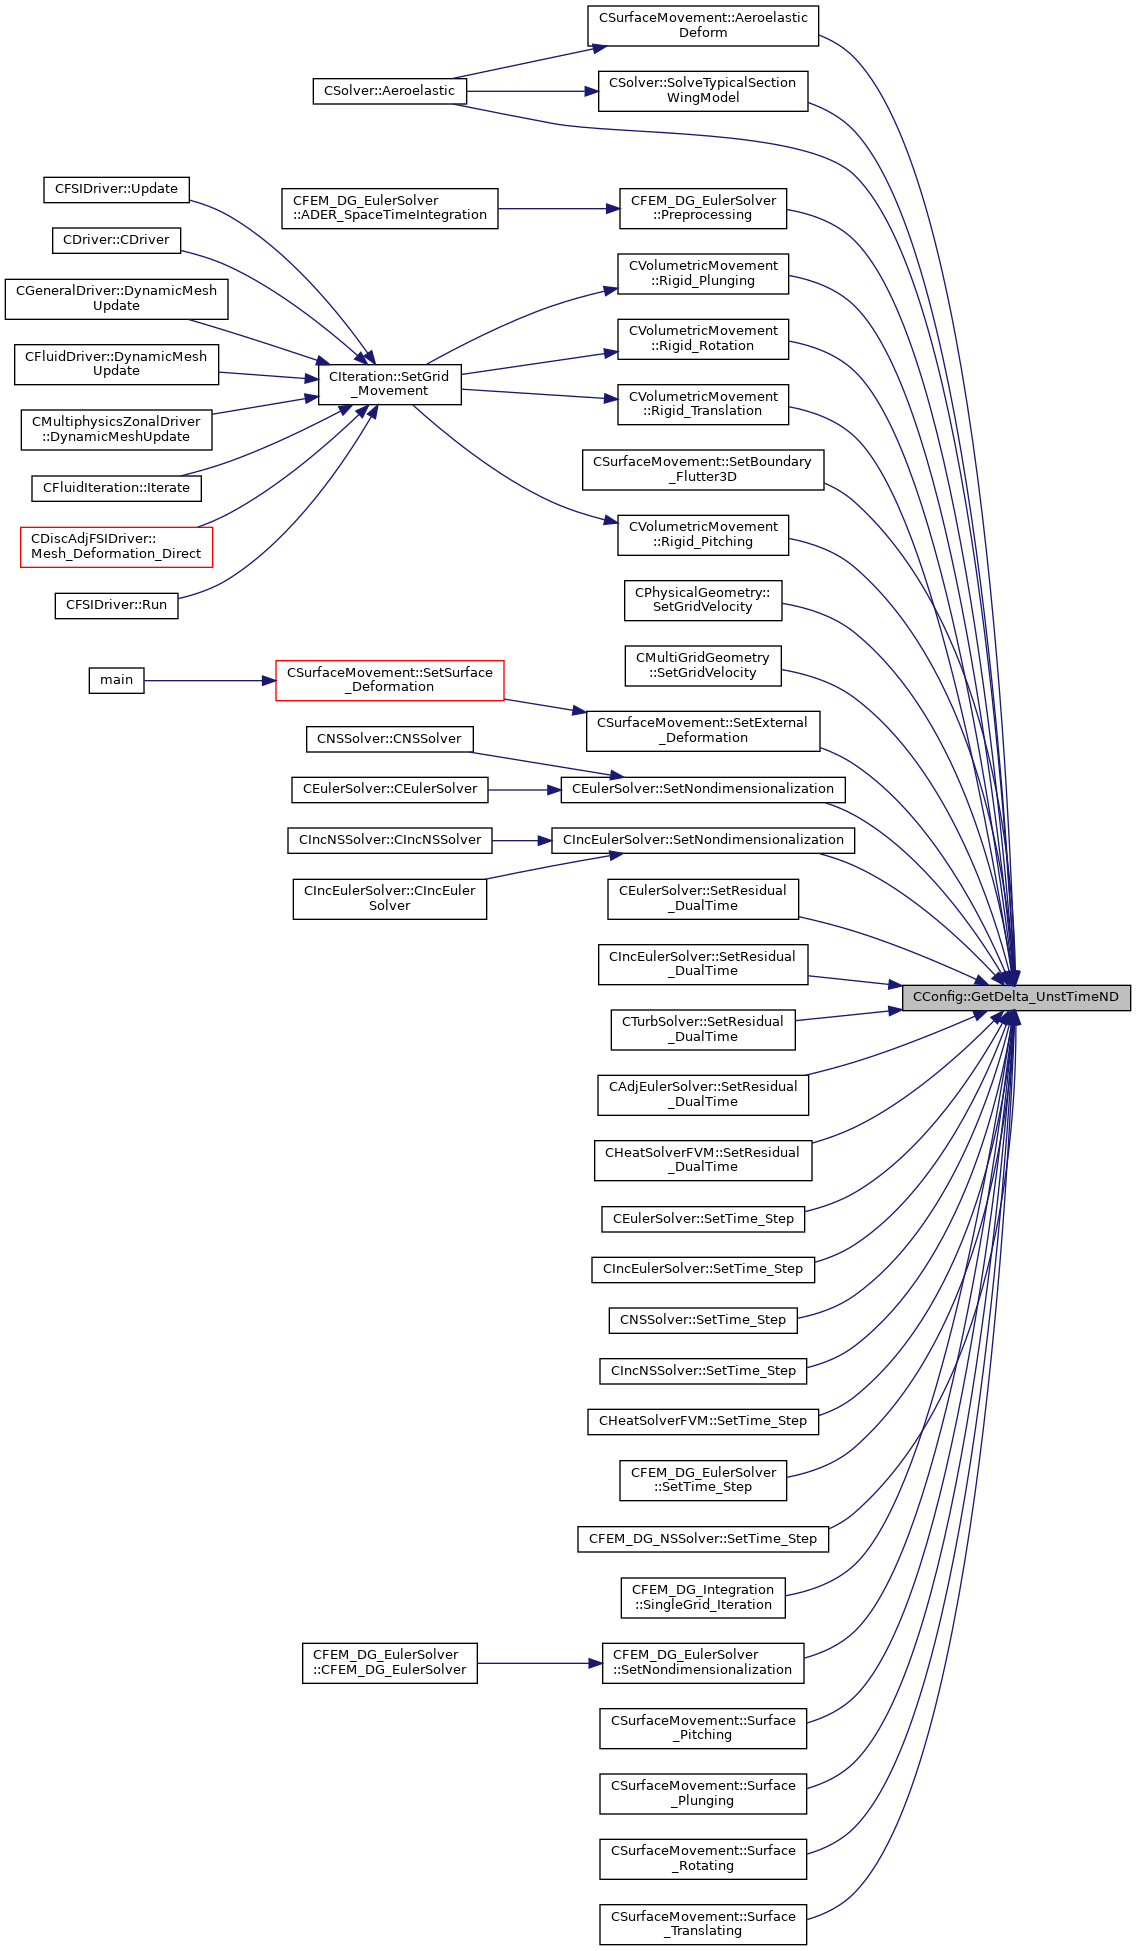 CSurfaceMovement::Aeroelastic
Deform
CSolver::SolveTypicalSection
WingModel
CSolver::Aeroelastic
CFSIDriver::Update
CFEM_DG_EulerSolver
::ADER_SpaceTimeIntegration
CFEM_DG_EulerSolver
::Preprocessing
CDriver::CDriver
CVolumetricMovement
::Rigid_Plunging
CGeneralDriver::DynamicMesh
Update
CVolumetricMovement
::Rigid_Rotation
CFluidDriver::DynamicMesh
Update
CIteration::SetGrid
_Movement
CVolumetricMovement
::Rigid_Translation
CMultiphysicsZonalDriver
::DynamicMeshUpdate
CSurfaceMovement::SetBoundary
_Flutter3D
CFluidIteration::Iterate
CVolumetricMovement
::Rigid_Pitching
CDiscAdjFSIDriver::
Mesh_Deformation_Direct
CFSIDriver::Run
CPhysicalGeometry::
SetGridVelocity
CMultiGridGeometry
::SetGridVelocity
main
CSurfaceMovement::SetSurface
_Deformation
CSurfaceMovement::SetExternal
_Deformation
CNSSolver::CNSSolver
CEulerSolver::CEulerSolver
CEulerSolver::SetNondimensionalization
CIncNSSolver::CIncNSSolver
CIncEulerSolver::SetNondimensionalization
CIncEulerSolver::CIncEuler
Solver
CEulerSolver::SetResidual
_DualTime
CIncEulerSolver::SetResidual
_DualTime
CConfig::GetDelta_UnstTimeND
CTurbSolver::SetResidual
_DualTime
CAdjEulerSolver::SetResidual
_DualTime
CHeatSolverFVM::SetResidual
_DualTime
CEulerSolver::SetTime_Step
CIncEulerSolver::SetTime_Step
CNSSolver::SetTime_Step
CIncNSSolver::SetTime_Step
CHeatSolverFVM::SetTime_Step
CFEM_DG_EulerSolver
::SetTime_Step
CFEM_DG_NSSolver::SetTime_Step
CFEM_DG_Integration
::SingleGrid_Iteration
CFEM_DG_EulerSolver
::CFEM_DG_EulerSolver
CFEM_DG_EulerSolver
::SetNondimensionalization
CSurfaceMovement::Surface
_Pitching
CSurfaceMovement::Surface
_Plunging
CSurfaceMovement::Surface
_Rotating
CSurfaceMovement::Surface
_Translating